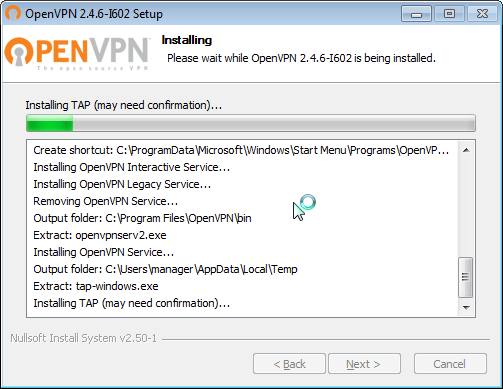 OpenVPN 2.4.6-I602 Setup
OPENVPN
The open source VPN
Installing
Please wait while OpenVPN 2.4.6-I602 is being installed.
Installing TAP (may need confirmation)...
Create shortcut: C:\ProgramData\Microsoft\Windows\Start Menu\Programs\OpenVP...
Installing OpenVPN Interactive Service...
Installing OpenVPN Legacy Service...
Removing OpenVPN Service...
Output folder: C:\Program Files\OpenVPN\bin
Extract: openvpnserv2.exe
Installing OpenVPN Service...
Output folder: C:\Users\manager\AppData\Local\Temp
Extract: tap-windows.exe
Installing TAP (may need confirmation)...
Nullsoft Install System v2.50-1
< Back
Next >
Cancel